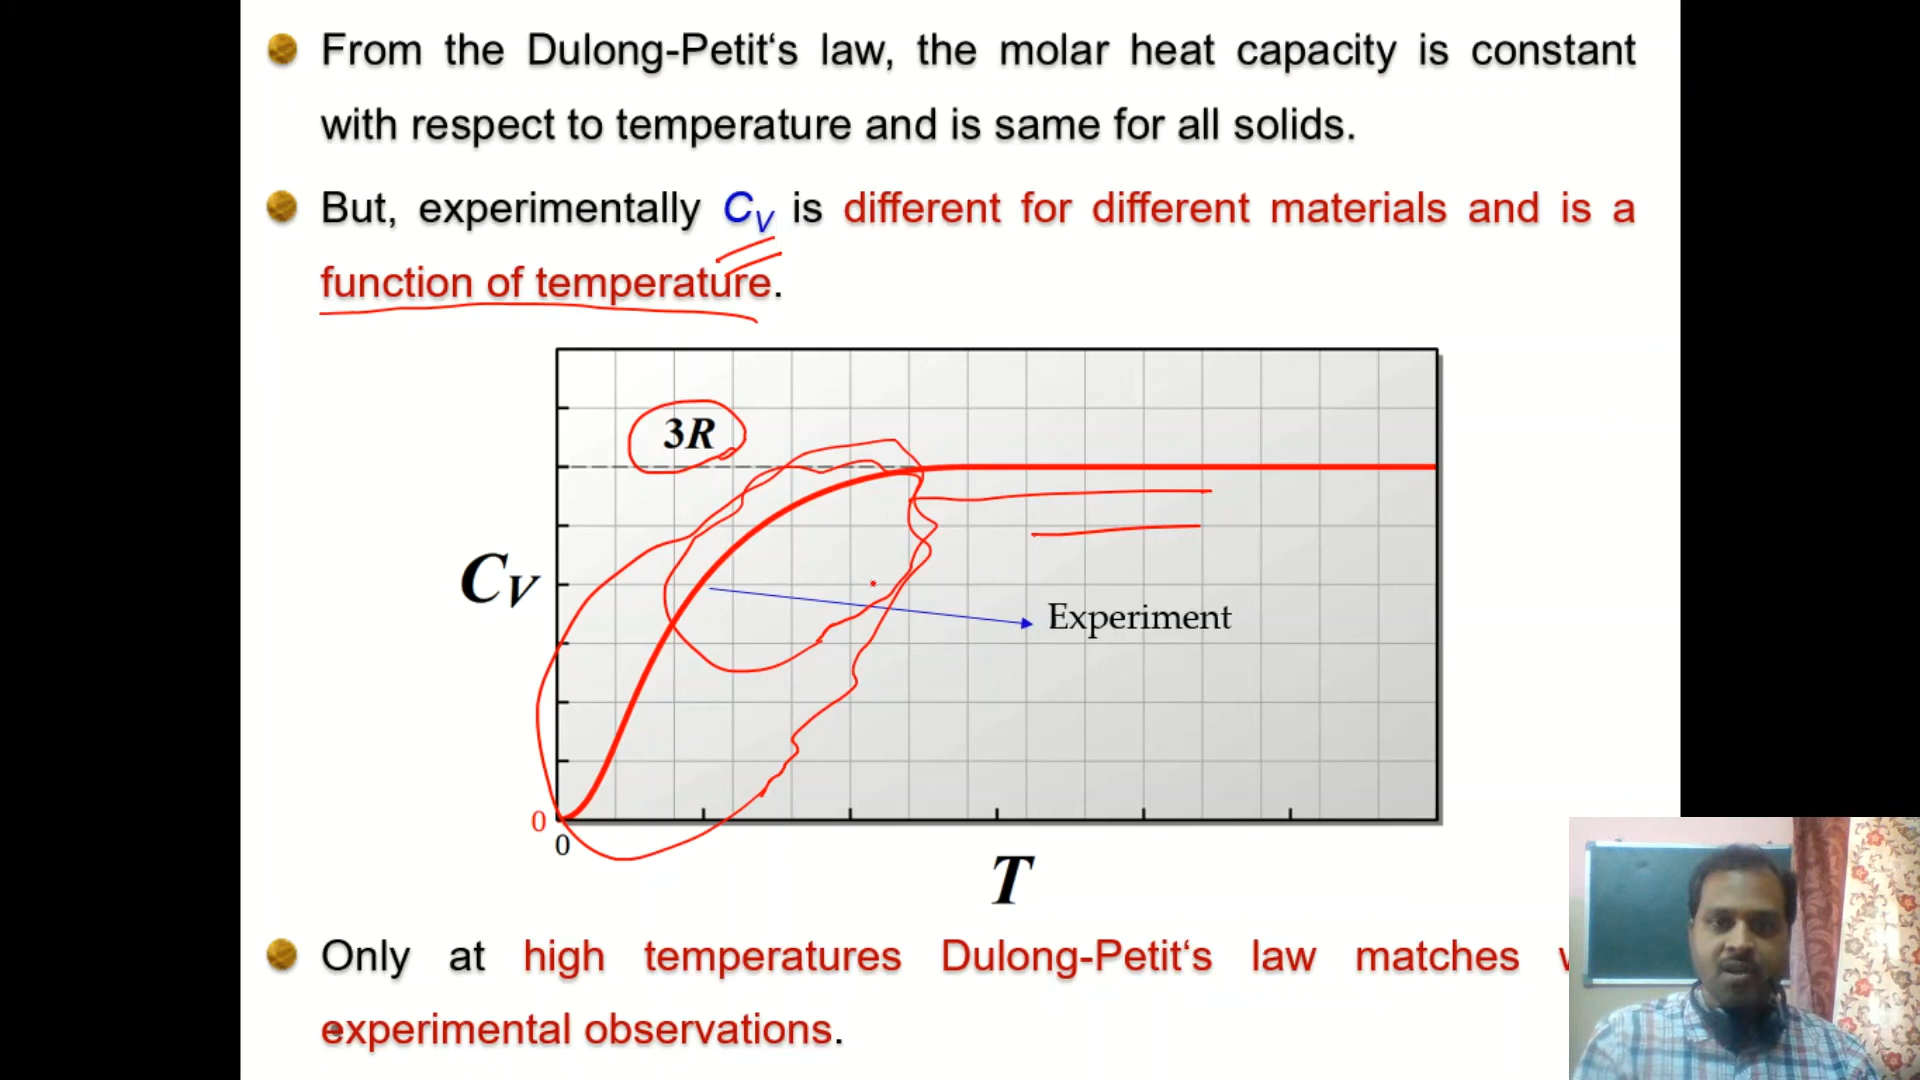 From the Dulong-Petit‘s law, the molar heat capacity is constant
with respect to temperature and is same for all solids.
But, experimentally CV is different for different materials and is a
function of temperature.
3R
CV
Experiment
0
0
T
Only at high temperatures Dulong-Petit‘s law matches
experimental observations.